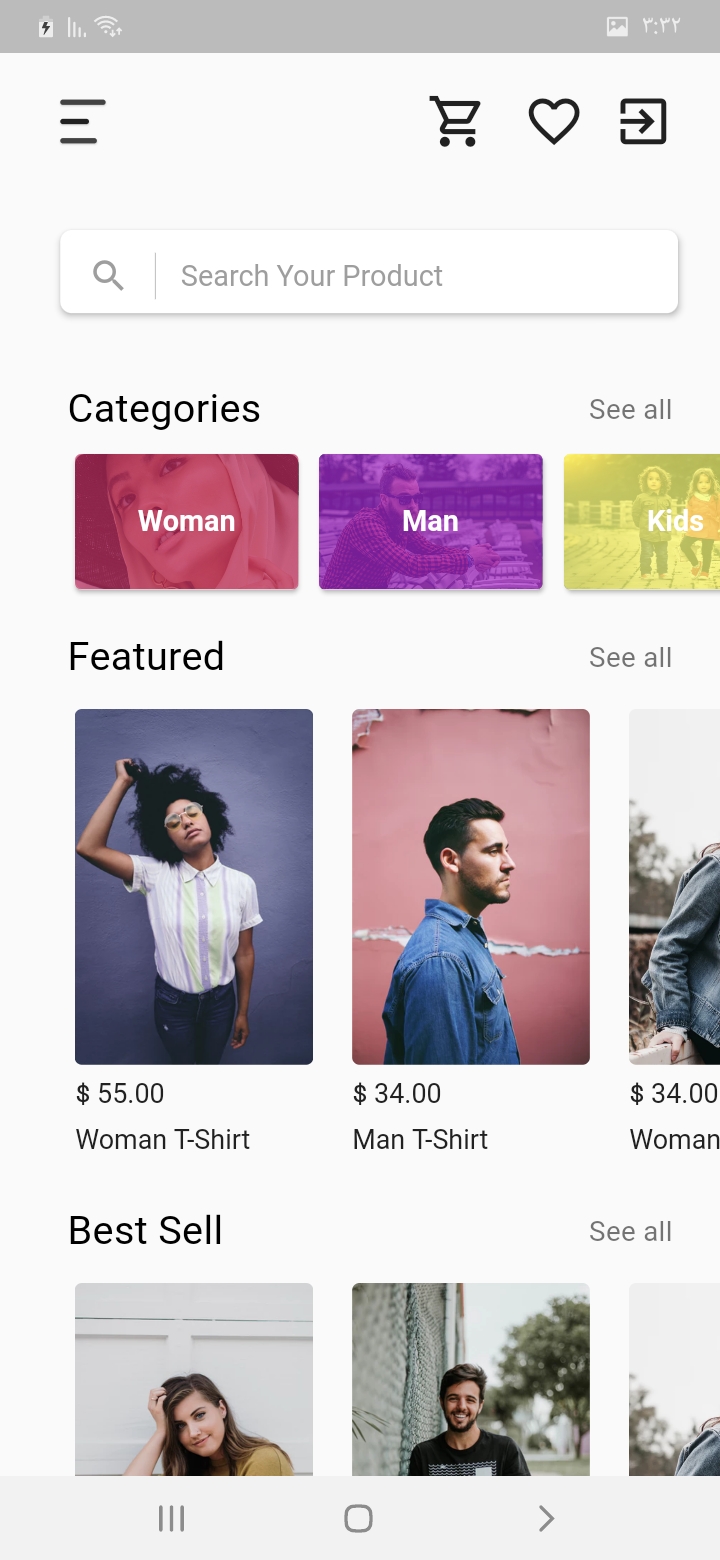 ٣:٣٢
Search Your Product
Categories See all
Woman Man Kids
Featured See all
$ 55.00 $ 34.00 $ 34.00
Woman T-Shirt Man T-Shirt Woman
Best Sell See all